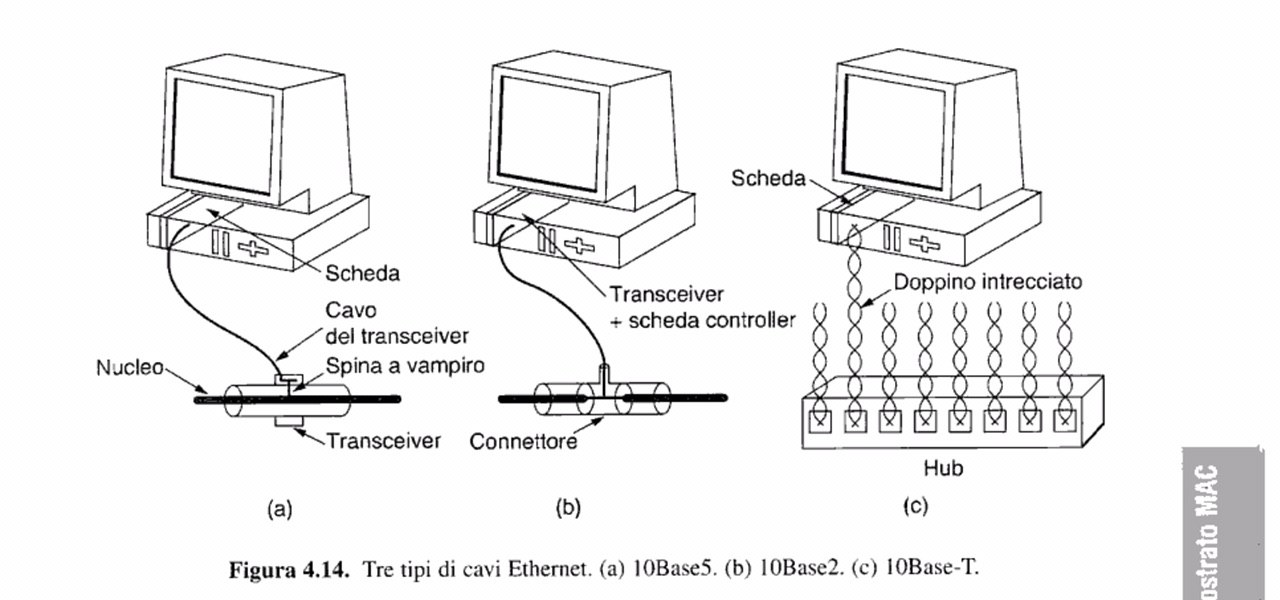 Scheda
Cavo
del transceiver
Nucleo
Spina a vampiro
Transceiver
(a)
Transceiver
+ scheda controller
Connettore
(b)
Scheda
Doppino intrecciato
Hub
(c)
Figura 4.14. Tre tipi di cavi Ethernet. (a) 10Base5. (b) 10Base2. (c) 10Base-T.
ostrato MAC